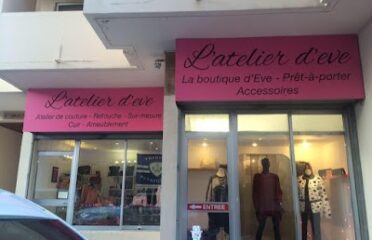 L'atelier d'eve
Atelier de couture - Retouche - Sur-mesure
Cuir - Ameublement
L'atelier d'eve
La boutique d'Eve - Prêt-à-porter
Accessoires
ENTREE